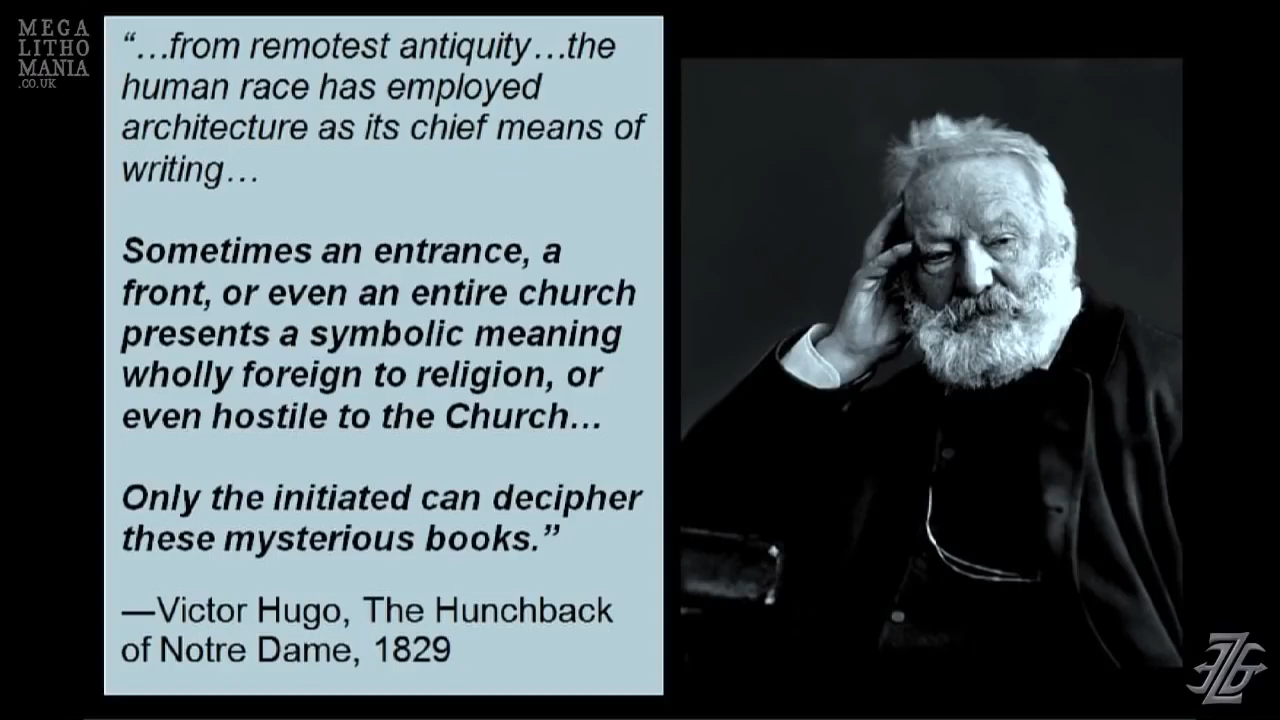 MEGA
LITHO
MANIA
.CO.UK
“…from remotest antiquity…the
human race has employed
architecture as its chief means of
writing…
Sometimes an entrance, a
front, or even an entire church
presents a symbolic meaning
wholly foreign to religion, or
even hostile to the Church…
Only the initiated can decipher
these mysterious books.”
—Victor Hugo, The Hunchback
of Notre Dame, 1829